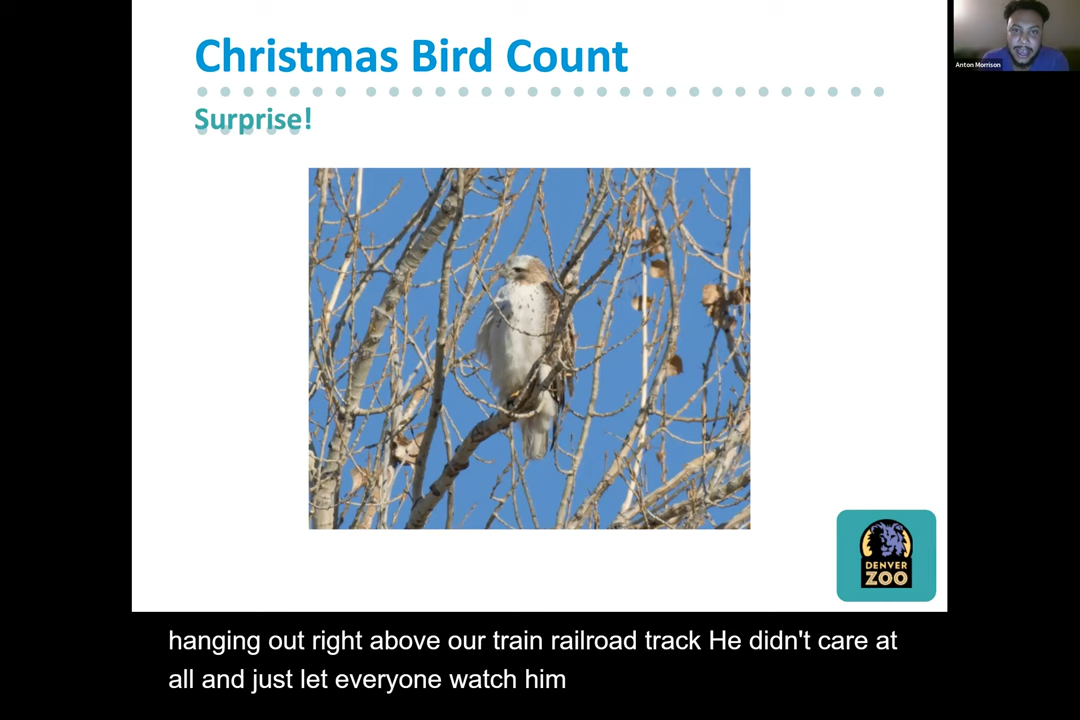 Christmas Bird Count
Surprise!
Anton Morrison
DENVER
ZOO
hanging out right above our train railroad track He didn't care at
all and just let everyone watch him